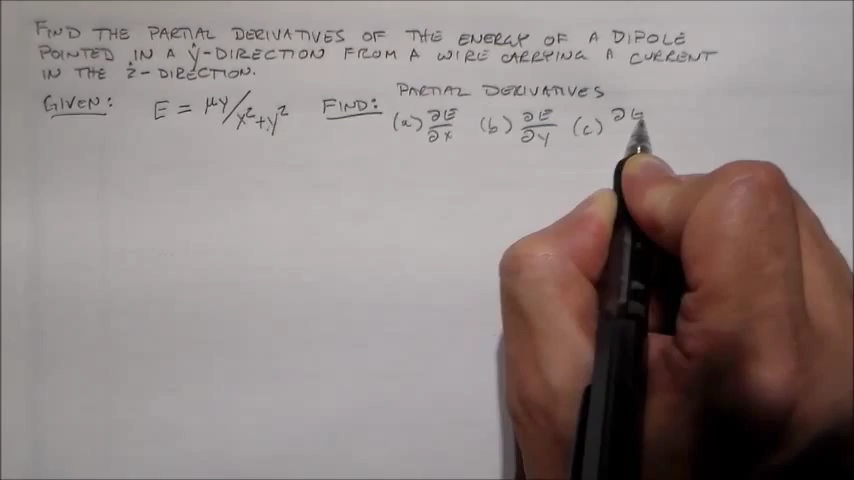 FIND THE PARTIAL DERIVATIVES OF THE ENERGY OF A DIPOLE
POINTED IN A ŷ-DIRECTION FROM A WIRE CARRYING A CURRENT
IN THE ẑ-DIRECTION.
PARTIAL DERIVATIVES
GIVEN: E = μy/x²+y² FIND: (a) ∂E/∂x (b) ∂E/∂y (c) ∂E